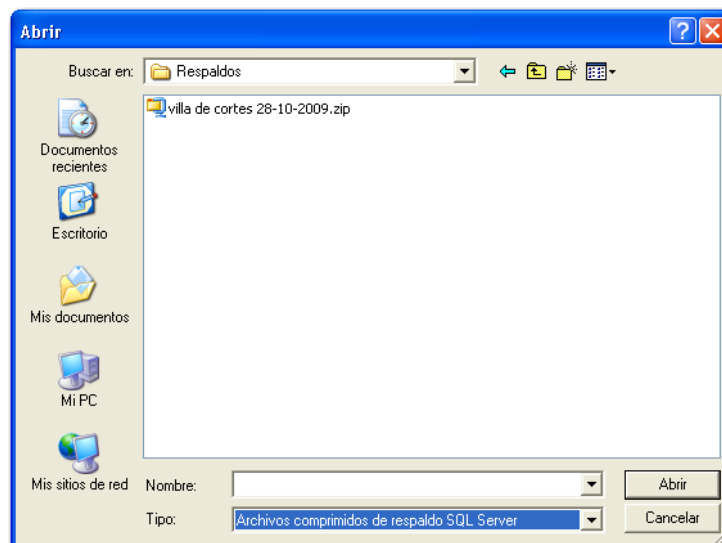 Abrir
Buscar en: Respaldos
villa de cortes 28-10-2009.zip
Documentos
recientes
Escritorio
Mis documentos
Mi PC
Mis sitios de red
Nombre:
Abrir
Tipo: Archivos comprimidos de respaldo SQL Server
Cancelar